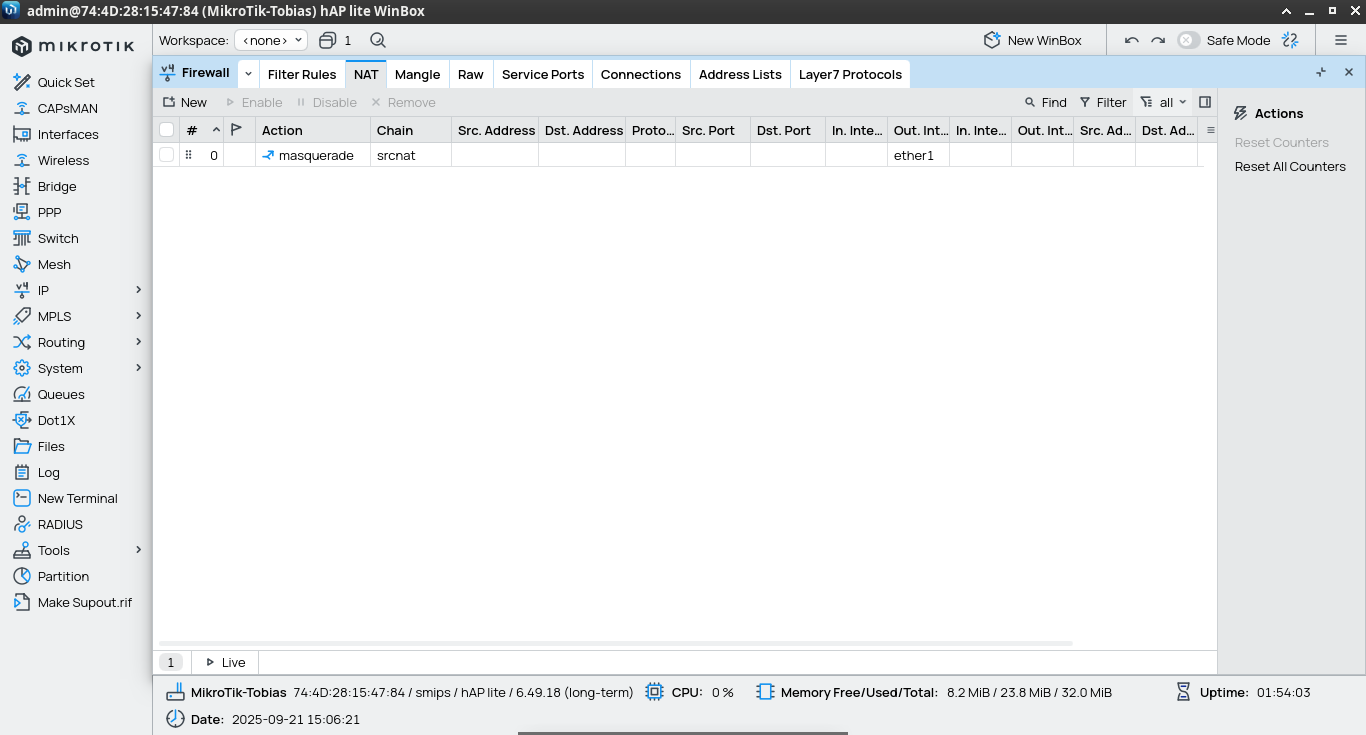 admin@74:4D:28:15:47:84 (MikroTik-Tobias) hAP lite WinBox
MikroTik
Workspace: <none> 1 New WinBox Safe Mode
Quick Set
CAPsMAN
Interfaces
Wireless
Bridge
PPP
Switch
Mesh
IP
MPLS
Routing
System
Queues
Dot1X
Files
Log
New Terminal
RADIUS
Tools
Partition
Make Supout.rif
v4 Firewall Filter Rules NAT Mangle Raw Service Ports Connections Address Lists Layer7 Protocols
New Enable Disable Remove Find Filter all
# Action Chain Src. Address Dst. Address Proto... Src. Port Dst. Port In. Inte... Out. Int... In. Inte... Out. Int... Src. Ad... Dst. Ad...
0 masquerade srcnat ether1
Actions
Reset Counters
Reset All Counters
1 Live
MikroTik-Tobias 74:4D:28:15:47:84 / smips / hAP lite / 6.49.18 (long-term) CPU: 0 % Memory Free/Used/Total: 8.2 MiB / 23.8 MiB / 32.0 MiB Uptime: 01:54:03
Date: 2025-09-21 15:06:21